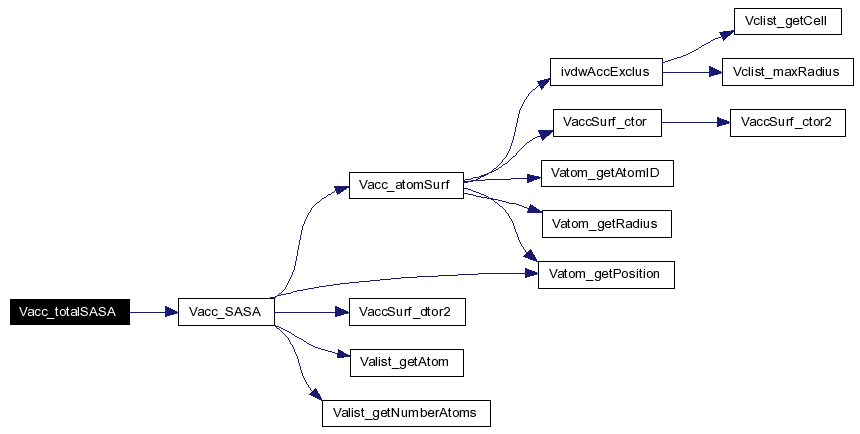 Vclist_getCell
ivdwAccExclus
Vclist_maxRadius
VaccSurf_ctor
VaccSurf_ctor2
Vacc_atomSurf
Vatom_getAtomID
Vatom_getRadius
Vatom_getPosition
Vacc_totalSASA
Vacc_SASA
VaccSurf_dtor2
Valist_getAtom
Valist_getNumberAtoms